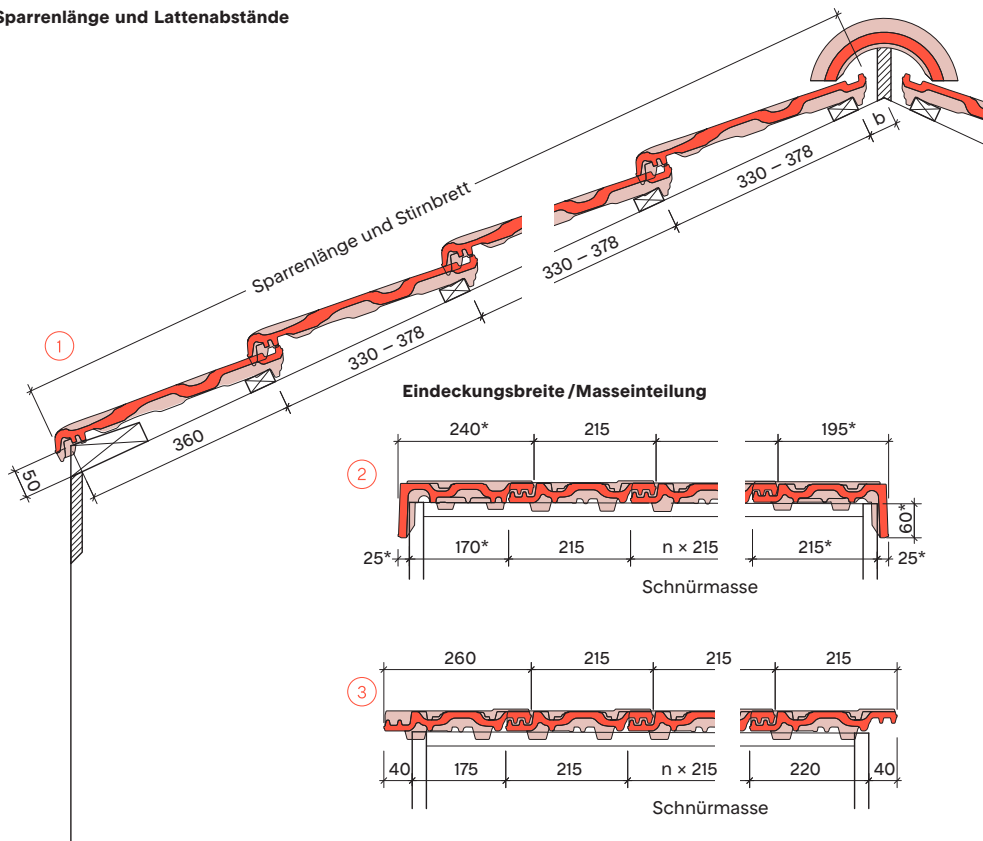 Sparrenlänge und Lattenabstände
Sparrenlänge und Stirnbrett
b
330 – 378
330 – 378
330 – 378
360
50
1
Eindeckungsbreite/Masseinteilung
2
240* 215 195*
60*
25* 170* 215 n × 215 215* 25*
Schnürmasse
3
260 215 215 215
40 175 215 n × 215 220 40
Schnürmasse